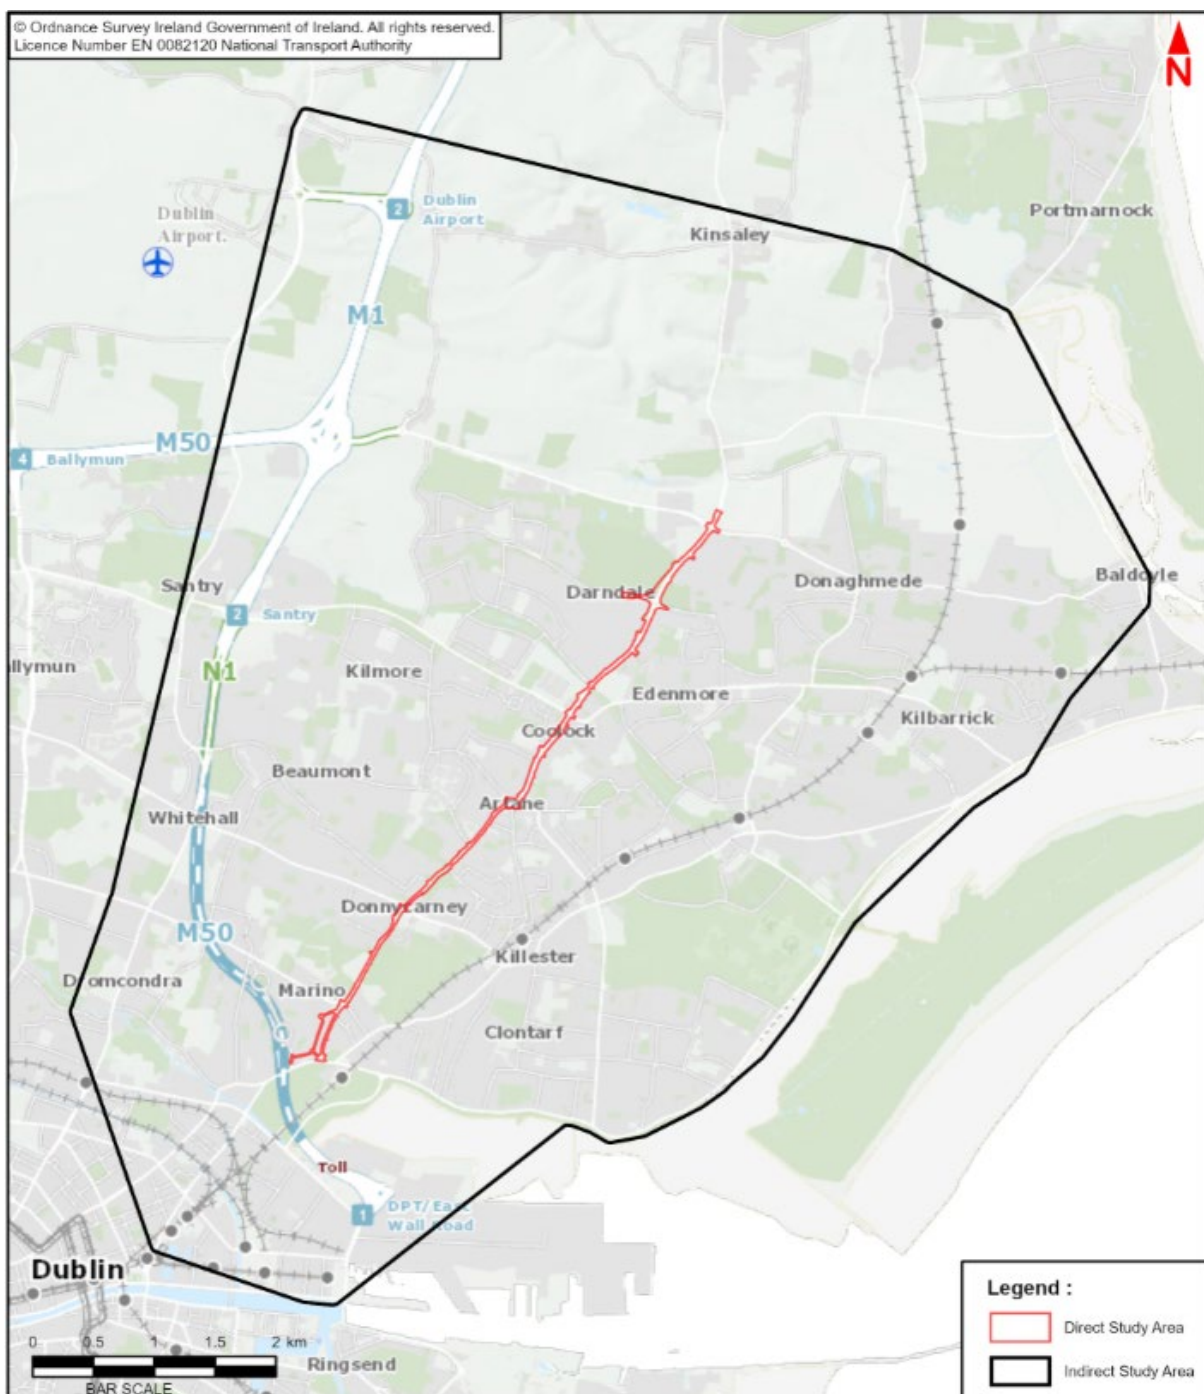 © Ordnance Survey Ireland Government of Ireland. All rights reserved.
Licence Number EN 0082120 National Transport Authority
N
2 Dublin
Airport
Dublin
Airport.
Portmarnock
Kinsaley
M1
M50
4 Ballymun
Darndale
Donaghmede
Baldoyle
Santry
2 Santry
llymun
N1
Kilmore
Edenmore
Kilbarrick
Coolock
Beaumont
Artane
Whitehall
Donnycarney
M50
Killester
Dromcondra
Marino
Clontarf
Toll
1 DPT/East
Wall Road
Dublin
Ringsend
0 0.5 1 1.5 2 km
BAR SCALE
Legend :
Direct Study Area
Indirect Study Area